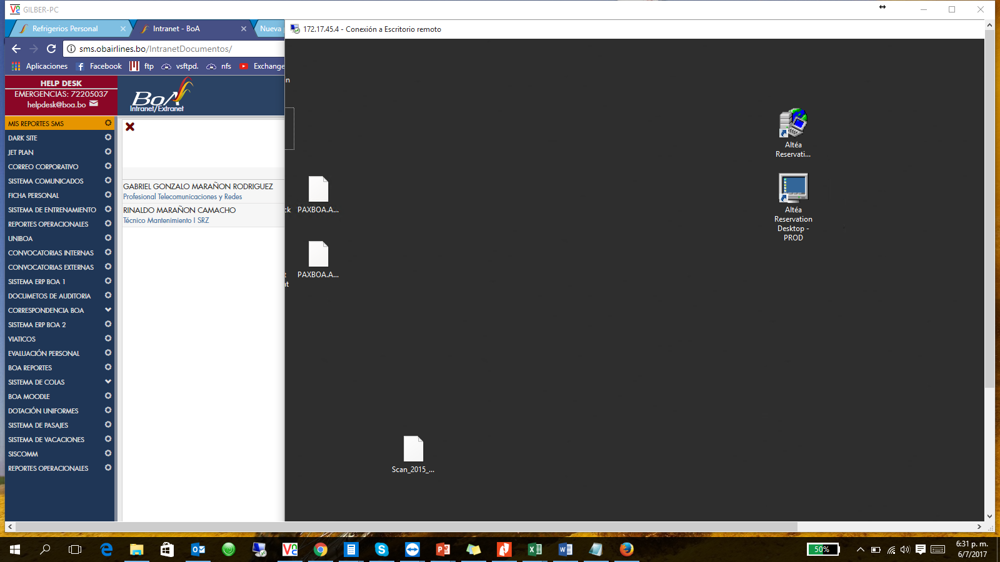 GILBER-PC
Refrigerios Personal
Intranet - BoA
Nueva
172.17.45.4 - Conexión a Escritorio remoto
sms.obairlines.bo/IntranetDocumentos/
Aplicaciones
Facebook
ftp
vsftpd.
nfs
Exchange
HELP DESK
EMERGENCIAS: 72205037
helpdesk@boa.bo
BoA
Intranet/Extranet
MIS REPORTES SMS
DARK SITE
JET PLAN
CORREO CORPORATIVO
SISTEMA COMUNICADOS
FICHA PERSONAL
SISTEMA DE ENTRENAMIENTO
REPORTES OPERACIONALES
UNIBOA
CONVOCATORIAS INTERNAS
CONVOCATORIAS EXTERNAS
SISTEMA ERP BOA 1
DOCUMETOS DE AUDITORIA
CORRESPONDENCIA BOA
SISTEMA ERP BOA 2
VIATICOS
EVALUACIÓN PERSONAL
BOA REPORTES
SISTEMA DE COLAS
BOA MOODLE
DOTACIÓN UNIFORMES
SISTEMA DE PASAJES
SISTEMA DE VACACIONES
SISCOMM
REPORTES OPERACIONALES
GABRIEL GONZALO MARAÑON RODRIGUEZ
Profesional Telecomunicaciones y Redes
RINALDO MARAÑON CAMACHO
Técnico Mantenimiento I SRZ
in
ck
PAXBOA.A...
t
PAXBOA.A...
nt
Altéa
Reservati...
Altéa
Reservation
Desktop -
PROD
Scan_2015_...
50%
6:31 p. m.
6/7/2017